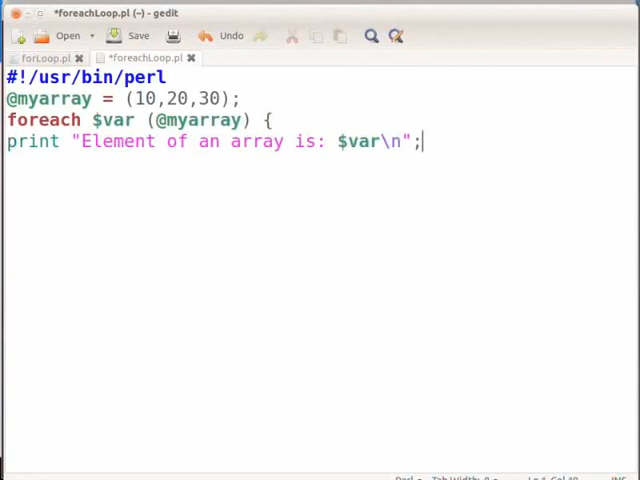 *foreachLoop.pl (~) - gedit
Open Save Undo
forLoop.pl *foreachLoop.pl
#!/usr/bin/perl
@myarray = (10,20,30);
foreach $var (@myarray) {
print "Element of an array is: $var\n";